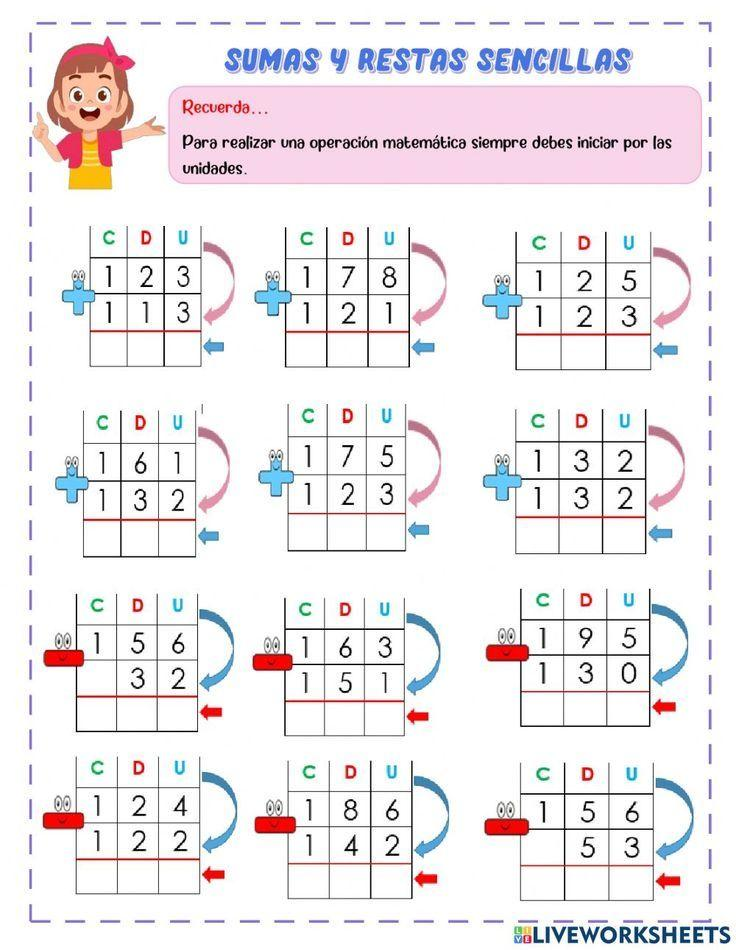 SUMAS Y RESTAS SENCILLAS
Recuerda...
Para realizar una operación matemática siempre debes iniciar por las
unidades.
C D U C D U C D U
1 2 3 1 7 8 1 2 5
1 1 3 1 2 1 1 2 3
C D U C D U C D U
1 6 1 1 7 5 1 3 2
1 3 2 1 2 3 1 3 2
C D U C D U C D U
1 5 6 1 6 3 1 9 5
3 2 1 5 1 1 3 0
C D U C D U C D U
1 2 4 1 8 6 1 5 6
1 2 2 1 4 2 5 3
LIVE LIVEWORKSHEETS